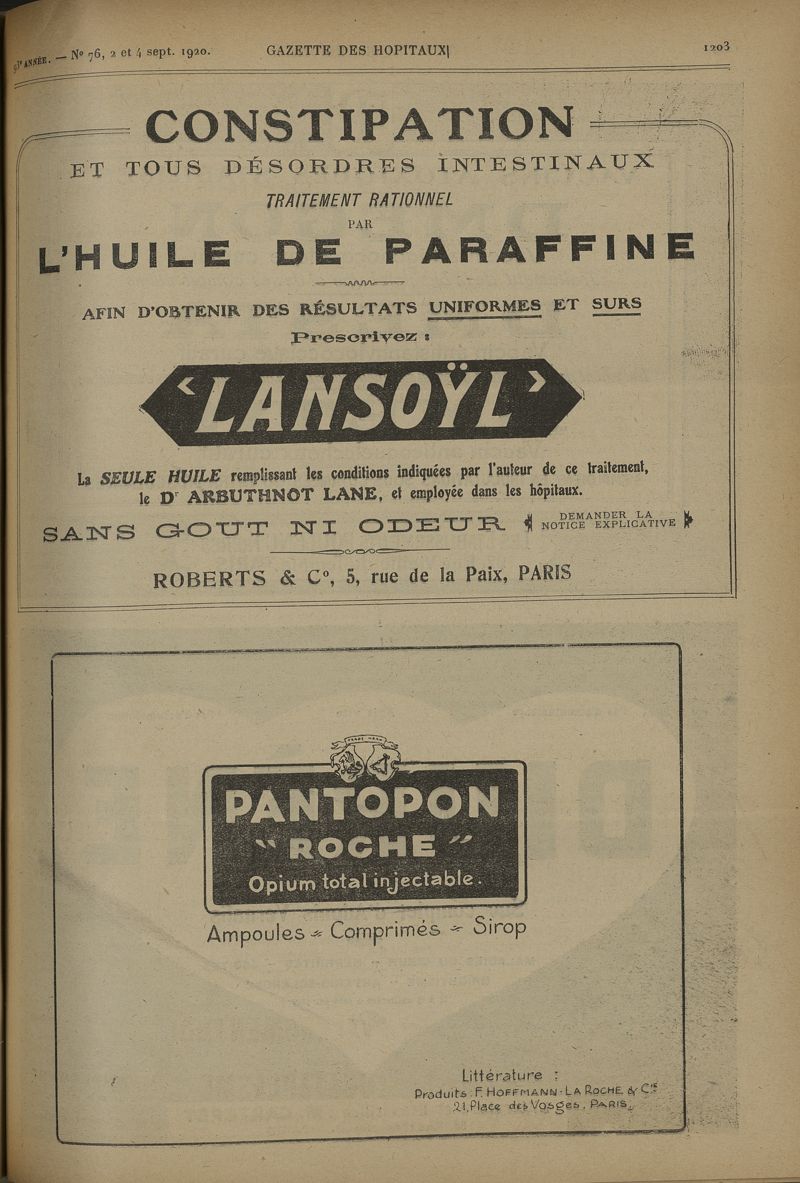 93e ANNÉE. — No 76, 2 et 4 sept. 1920. GAZETTE DES HOPITAUX 1203
CONSTIPATION
ET TOUS DÉSORDRES INTESTINAUX
TRAITEMENT RATIONNEL
PAR
L'HUILE DE PARAFFINE
AFIN D'OBTENIR DES RÉSULTATS UNIFORMES ET SURS
Prescrivez :
‹LANSOŸL›
La SEULE HUILE remplissant les conditions indiquées par l'auteur de ce traitement,
le Dr ARBUTHNOT LANE, et employée dans les hôpitaux.
SANS GOUT NI ODEUR
DEMANDER LA
NOTICE EXPLICATIVE
ROBERTS & Co, 5, rue de la Paix, PARIS
PANTOPON
"ROCHE"
Opium total injectable.
Ampoules - Comprimés - Sirop
Littérature :
Produits : F. HOFFMANN-LA ROCHE & Cie
21, Place des Vosges, PARIS.